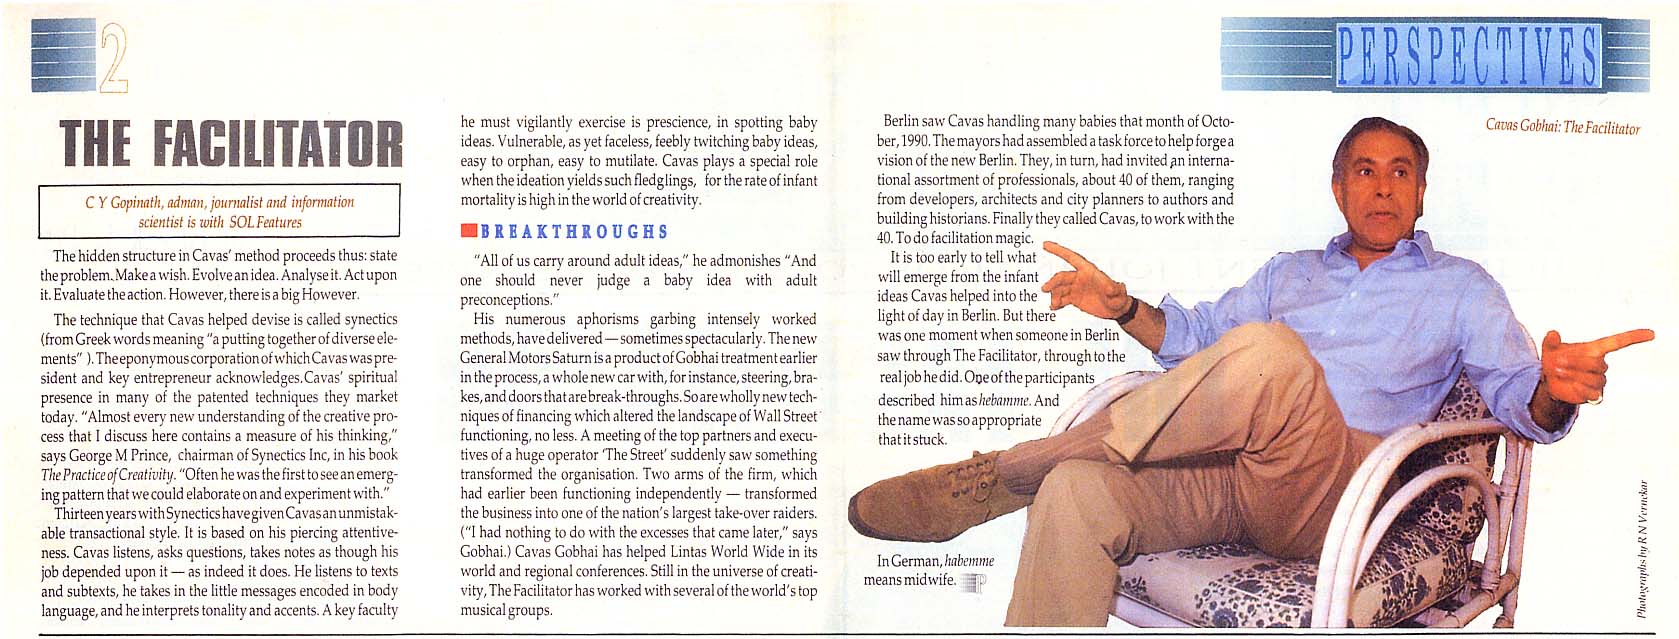 2
PERSPECTIVES
THE FACILITATOR
C Y Gopinath, adman, journalist and information
scientist is with SOL Features
The hidden structure in Cavas' method proceeds thus: state
the problem. Make a wish. Evolve an idea. Analyse it. Act upon
it. Evaluate the action. However, there is a big However.
The technique that Cavas helped devise is called synectics
(from Greek words meaning "a putting together of diverse ele-
ments" ). The eponymous corporation of which Cavas was pre-
sident and key entrepreneur acknowledges.Cavas' spiritual
presence in many of the patented techniques they market
today. "Almost every new understanding of the creative pro-
cess that I discuss here contains a measure of his thinking,"
says George M Prince, chairman of Synectics Inc, in his book
The Practice of Creativity. "Often he was the first to see an emerg-
ing pattern that we could elaborate on and experiment with."
Thirteen years with Synectics have given Cavas an unmistak-
able transactional style. It is based on his piercing attentive-
ness. Cavas listens, asks questions, takes notes as though his
job depended upon it — as indeed it does. He listens to texts
and subtexts, he takes in the little messages encoded in body
language, and he interprets tonality and accents. A key faculty
he must vigilantly exercise is prescience, in spotting baby
ideas. Vulnerable, as yet faceless, feebly twitching baby ideas,
easy to orphan, easy to mutilate. Cavas plays a special role
when the ideation yields such fledglings, for the rate of infant
mortality is high in the world of creativity.
BREAKTHROUGHS
"All of us carry around adult ideas," he admonishes "And
one should never judge a baby idea with adult
preconceptions."
His numerous aphorisms garbing intensely worked
methods, have delivered — sometimes spectacularly. The new
General Motors Saturn is a product of Gobhai treatment earlier
in the process, a whole new car with, for instance, steering, bra-
kes, and doors that are break-throughs. So are wholly new tech-
niques of financing which altered the landscape of Wall Street
functioning, no less. A meeting of the top partners and execu-
tives of a huge operator 'The Street' suddenly saw something
transformed the organisation. Two arms of the firm, which
had earlier been functioning independently — transformed
the business into one of the nation's largest take-over raiders.
("I had nothing to do with the excesses that came later," says
Gobhai.) Cavas Gobhai has helped Lintas World Wide in its
world and regional conferences. Still in the universe of creati-
vity, The Facilitator has worked with several of the world's top
musical groups.
Berlin saw Cavas handling many babies that month of Octo-
ber, 1990. The mayors had assembled a task force to help forge a
vision of the new Berlin. They, in turn, had invited an interna-
tional assortment of professionals, about 40 of them, ranging
from developers, architects and city planners to authors and
building historians. Finally they called Cavas, to work with the
40. To do facilitation magic.
It is too early to tell what
will emerge from the infant
ideas Cavas helped into the
light of day in Berlin. But there
was one moment when someone in Berlin
saw through The Facilitator, through to the
real job he did. One of the participants
described him as hebamme. And
the name was so appropriate
that it stuck.
In German, habemme
means midwife.
Cavas Gobhai: The Facilitator
Photographs by R N Vernekar